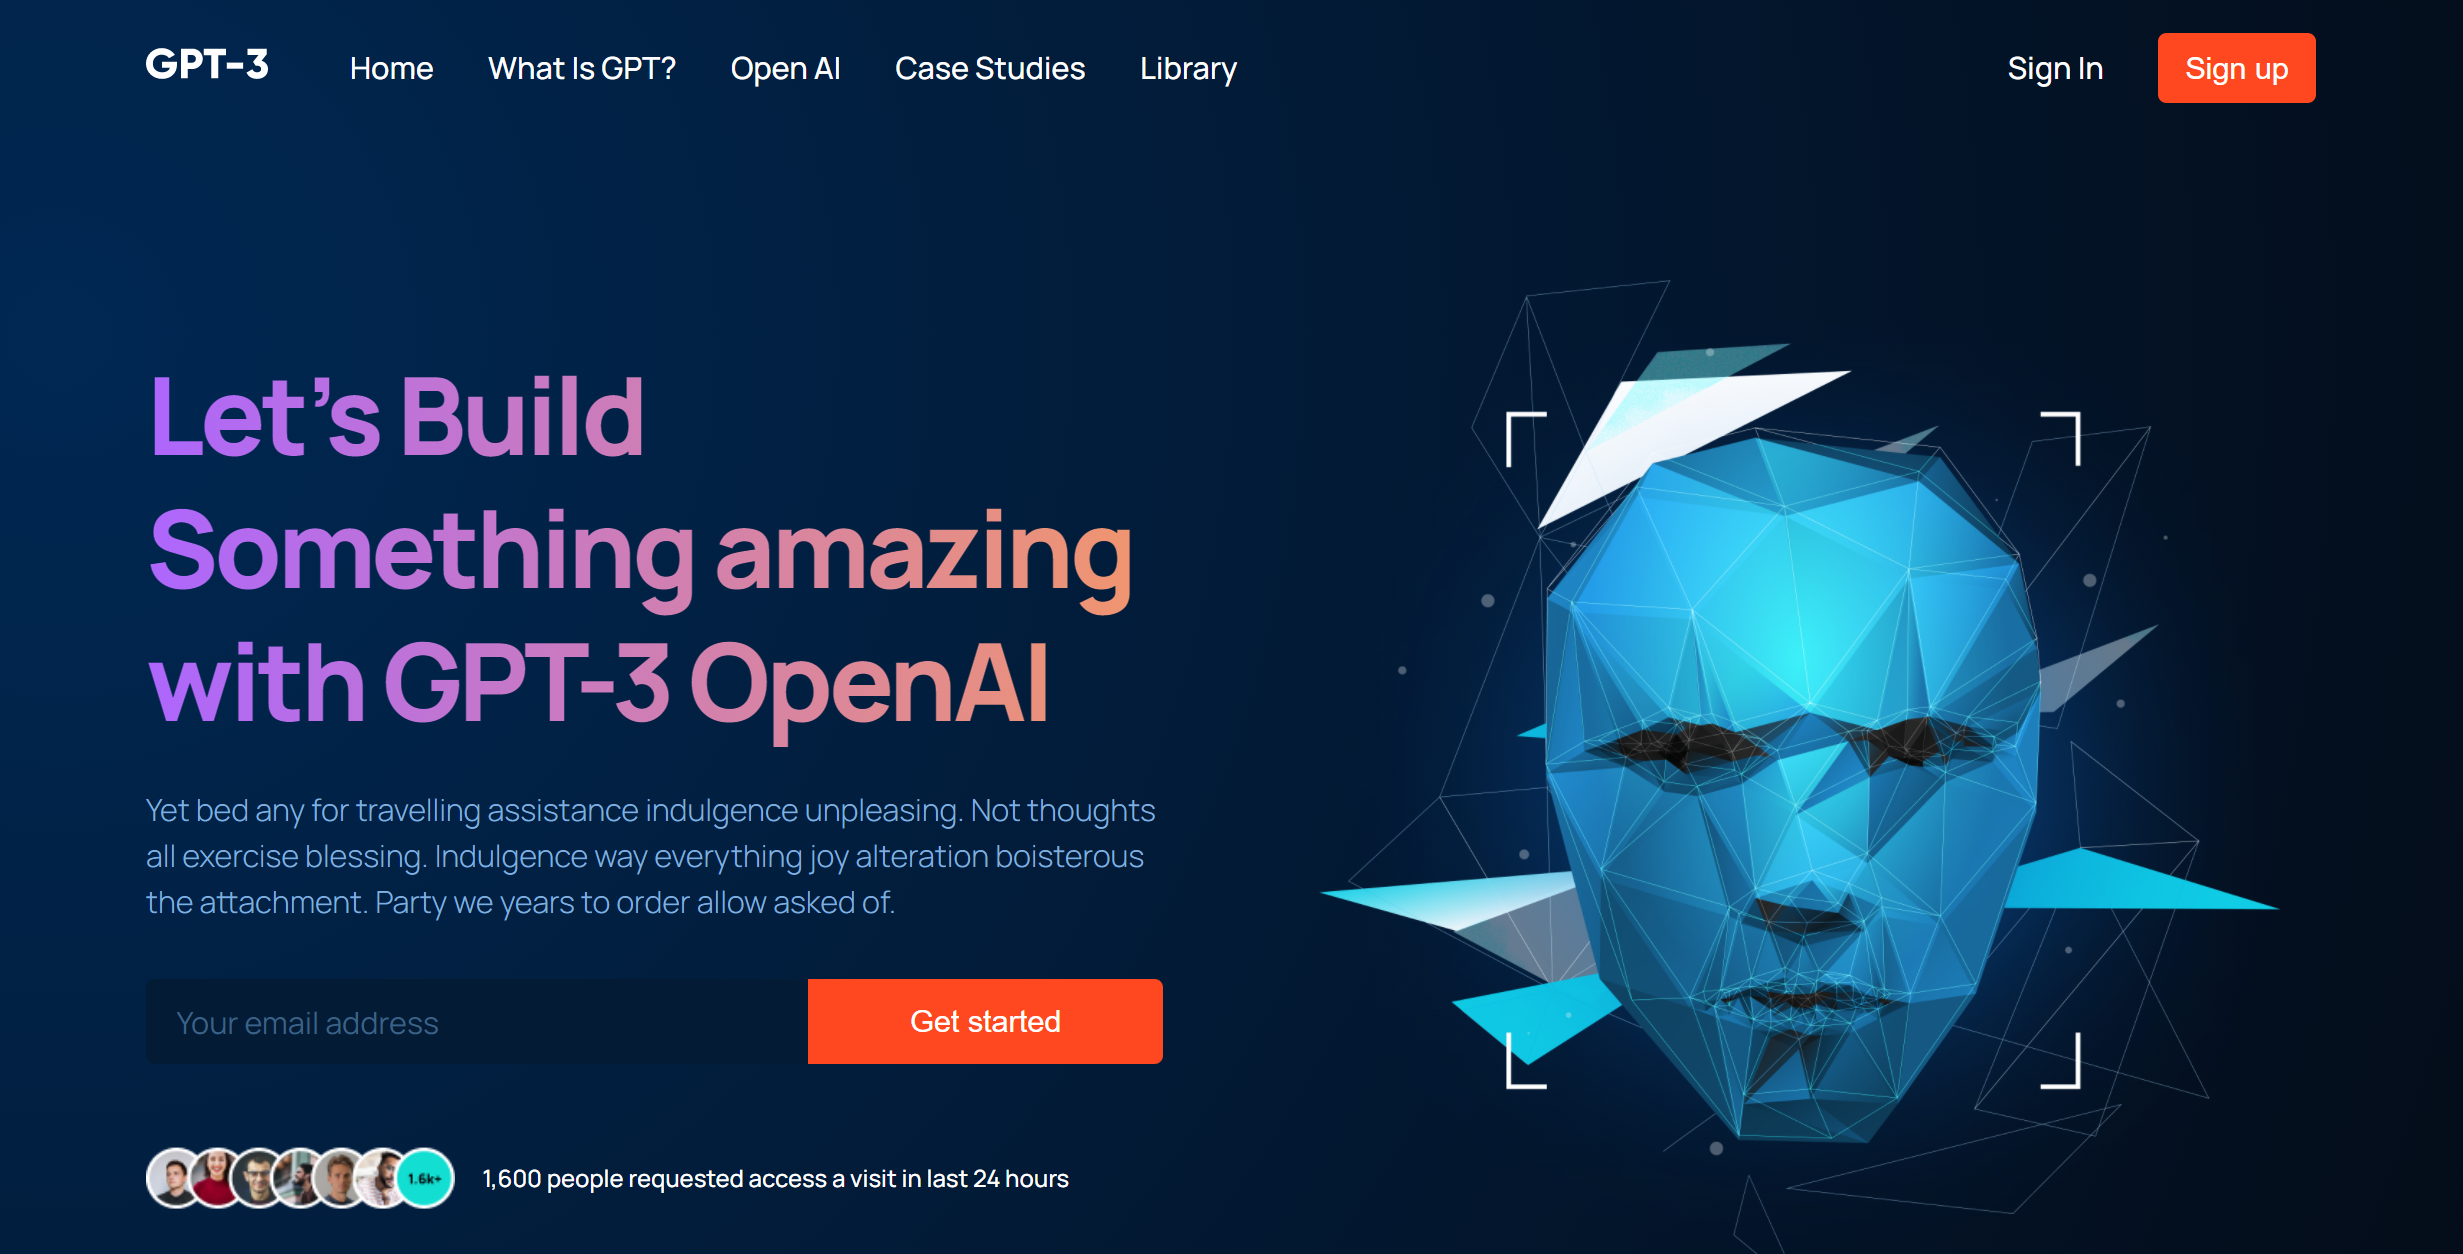 GPT-3
Home
What Is GPT?
Open AI
Case Studies
Library
Sign In
Sign up
Let’s Build
Something amazing
with GPT-3 OpenAI
Yet bed any for travelling assistance indulgence unpleasing. Not thoughts
all exercise blessing. Indulgence way everything joy alteration boisterous
the attachment. Party we years to order allow asked of.
Your email address
Get started
1.6k+
1,600 people requested access a visit in last 24 hours